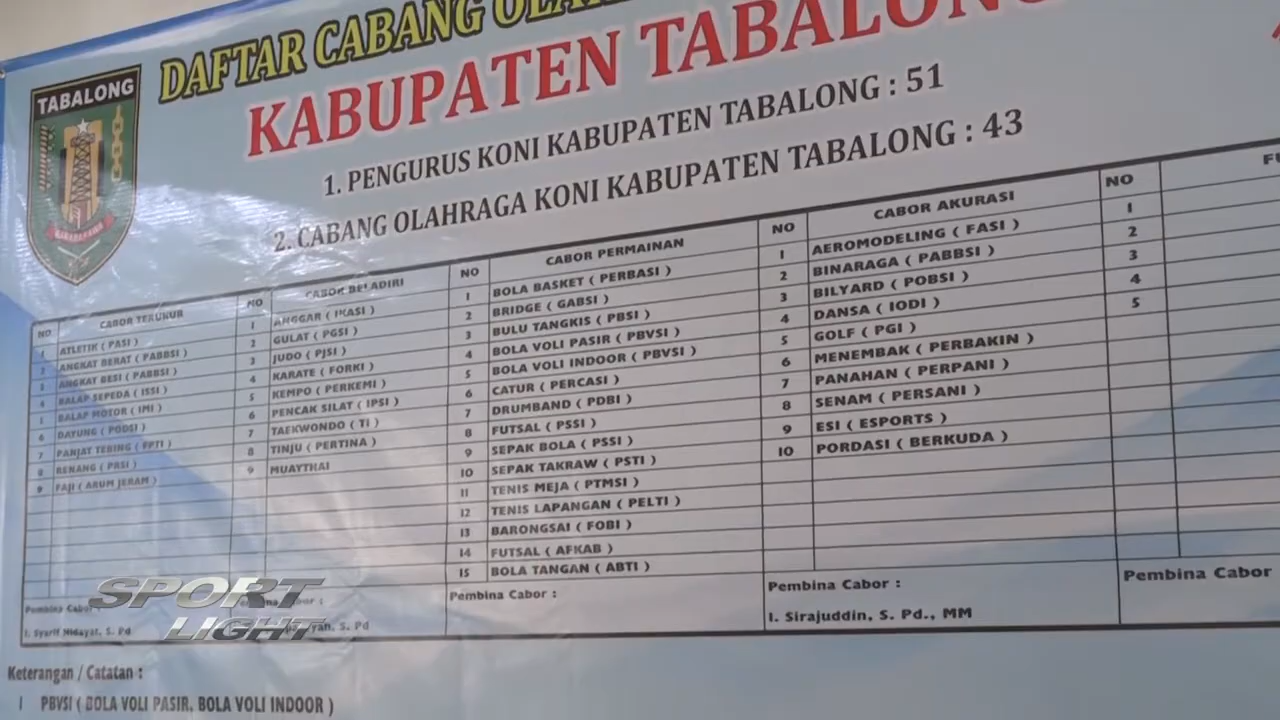 TABALONG
DAFTAR CABANG
KABUPATEN TABALONG
1. PENGURUS KONI KABUPATEN TABALONG : 51
2. CABANG OLAHRAGA KONI KABUPATEN TABALONG : 43
NO CABOR TERUKUR
1 ATLETIK ( PASI )
2 ANGKAT BERAT ( PABBSI )
3 ANGKAT BESI ( PABBSI )
4 BALAP SEPEDA ( ISSI )
5 BALAP MOTOR ( IMI )
6 DAYUNG ( PODSI )
7 PANJAT TEBING ( FPTI )
8 RENANG ( PRSI )
9 FAJI ( ARUM JERAM )
Pembina Cabor
I. Syarif Hidayat, S. Pd
NO CABOR BELADIRI
1 ANGGAR ( IKASI )
2 GULAT ( PGSI )
3 JUDO ( PJSI )
4 KARATE ( FORKI )
5 KEMPO ( PERKEMI )
6 PENCAK SILAT ( IPSI )
7 TAEKWONDO ( TI )
8 TINJU ( PERTINA )
9 MUAYTHAI
S. Pd
NO CABOR PERMAINAN
1 BOLA BASKET ( PERBASI )
2 BRIDGE ( GABSI )
3 BULU TANGKIS ( PBSI )
4 BOLA VOLI PASIR ( PBVSI )
5 BOLA VOLI INDOOR ( PBVSI )
6 CATUR ( PERCASI )
7 DRUMBAND ( PDBI )
8 FUTSAL ( PSSI )
9 SEPAK BOLA ( PSSI )
10 SEPAK TAKRAW ( PSTI )
11 TENIS MEJA ( PTMSI )
12 TENIS LAPANGAN ( PELTI )
13 BARONGSAI ( FOBI )
14 FUTSAL ( AFKAB )
15 BOLA TANGAN ( ABTI )
Pembina Cabor :
NO CABOR AKURASI
1 AEROMODELING ( FASI )
2 BINARAGA ( PABBSI )
3 BILYARD ( POBSI )
4 DANSA ( IODI )
5 GOLF ( PGI )
6 MENEMBAK ( PERBAKIN )
7 PANAHAN ( PERPANI )
8 SENAM ( PERSANI )
9 ESI ( ESPORTS )
10 PORDASI ( BERKUDA )
Pembina Cabor :
I. Sirajuddin, S. Pd., MM
NO
1
2
3
4
5
Pembina Cabor
SPORT
LIGHT
Keterangan / Catatan :
1 PBVSI ( BOLA VOLI PASIR, BOLA VOLI INDOOR )